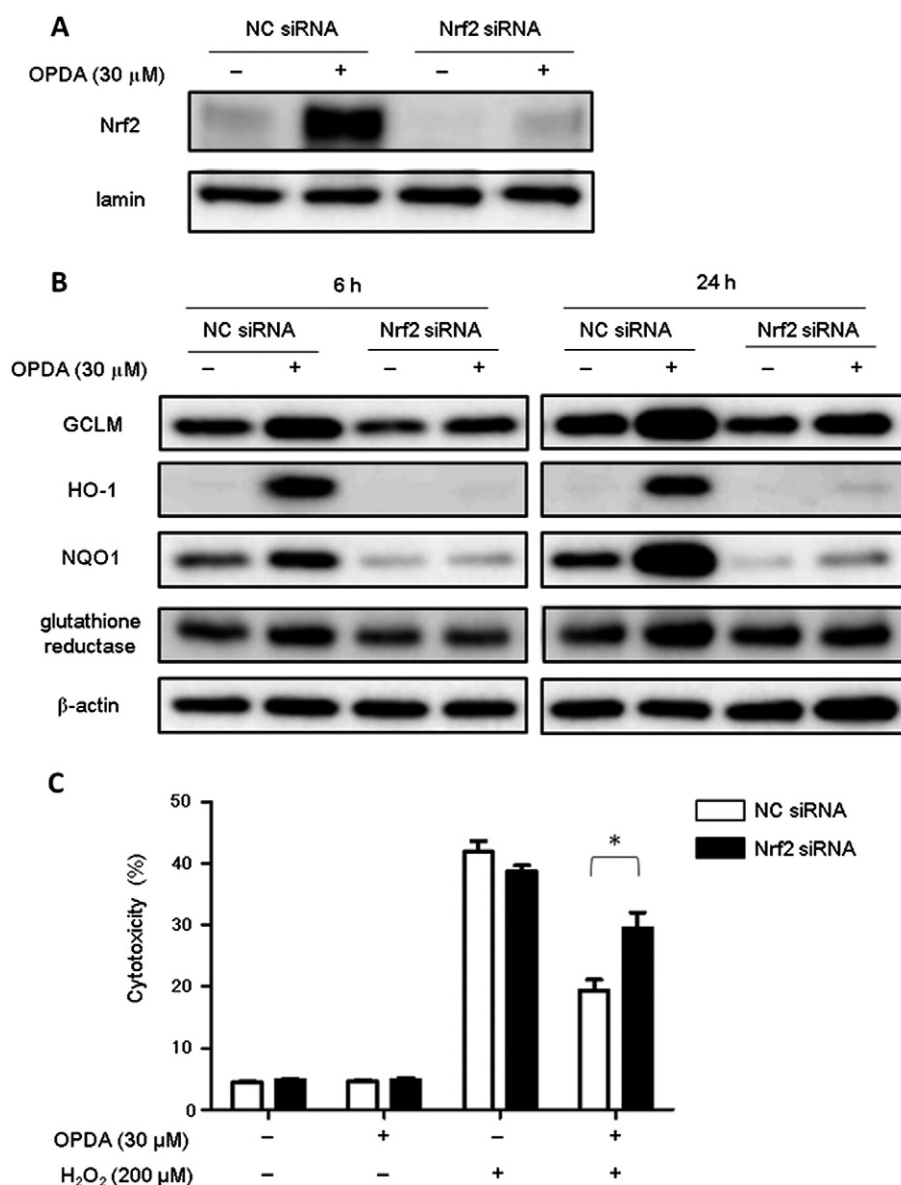 A
NC siRNA Nrf2 siRNA
OPDA (30 μM) – + – +
Nrf2
lamin
B
6 h 24 h
NC siRNA Nrf2 siRNA NC siRNA Nrf2 siRNA
OPDA (30 μM) – + – + – + – +
GCLM
HO-1
NQO1
glutathione
reductase
β-actin
C
NC siRNA
Nrf2 siRNA
*
Cytotoxicity (%)
50
40
30
20
10
0
OPDA (30 μM) – + – +
H₂O₂ (200 μM) – – + +